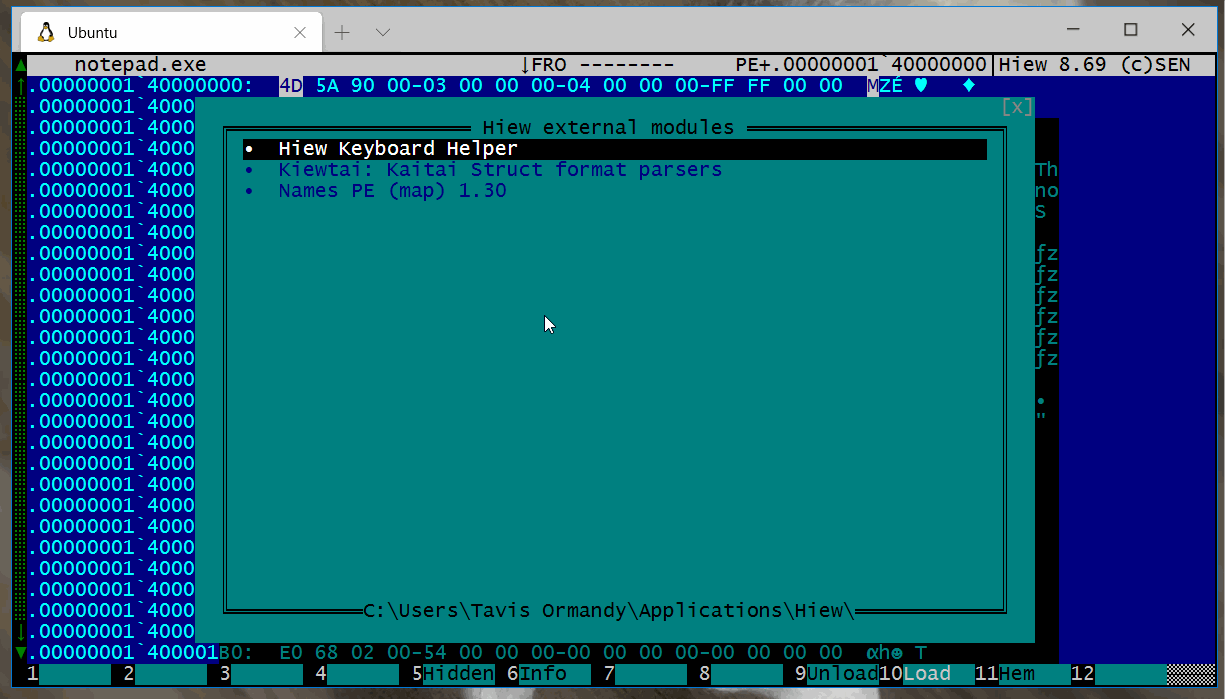 Ubuntu
notepad.exe ↓FRO -------- PE+.00000001`40000000|Hiew 8.69 (c)SEN
.00000001`40000000: 4D 5A 90 00-03 00 00 00-04 00 00 00-FF FF 00 00 MZÉ ♥ ♦
.00000001`4000 [x]
.00000001`4000 Hiew external modules
.00000001`4000 • Hiew Keyboard Helper
.00000001`4000 • Kiewtai: Kaitai Struct format parsers Th
.00000001`4000 • Names PE (map) 1.30 no
.00000001`4000 S
.00000001`4000
.00000001`4000 ƒz
.00000001`4000 ƒz
.00000001`4000 ƒz
.00000001`4000 ƒz
.00000001`4000 ƒz
.00000001`4000 ƒz
.00000001`4000
.00000001`4000 •
.00000001`4000 "
.00000001`4000
.00000001`4000
.00000001`4000
.00000001`4000
.00000001`4000
.00000001`4000
.00000001`4000
.00000001`4000
.00000001`4000 C:\Users\Tavis Ormandy\Applications\Hiew\
.00000001`4000
.00000001`400001B0: E0 68 02 00-54 00 00 00-00 00 00 00-00 00 00 00 αh☻ T
1 2 3 4 5Hidden 6Info 7 8 9Unload 10Load 11Hem 12